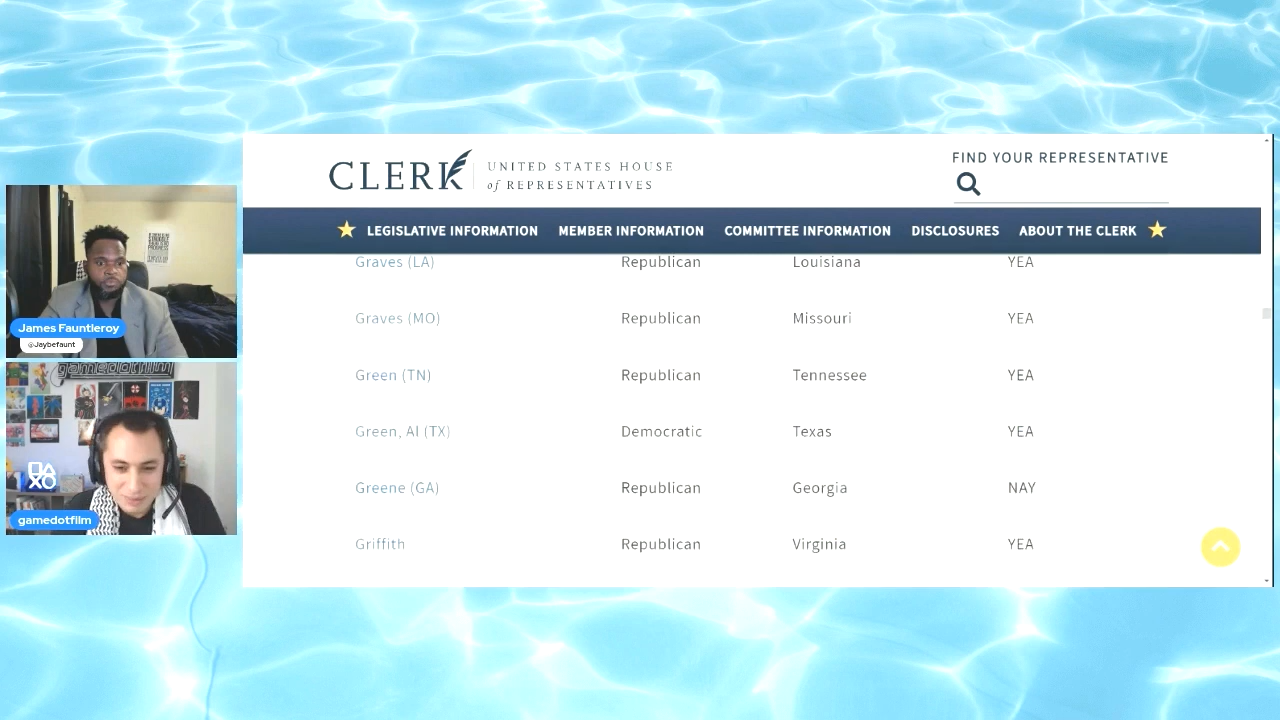 CLERK
UNITED STATES HOUSE
of REPRESENTATIVES
FIND YOUR REPRESENTATIVE
LEGISLATIVE INFORMATION MEMBER INFORMATION COMMITTEE INFORMATION DISCLOSURES ABOUT THE CLERK
Graves (LA) Republican Louisiana YEA
Graves (MO) Republican Missouri YEA
Green (TN) Republican Tennessee YEA
Green, Al (TX) Democratic Texas YEA
Greene (GA) Republican Georgia NAY
Griffith Republican Virginia YEA
James Fauntleroy
@Jaybefaunt
gamedotfilm
gamedotfilm